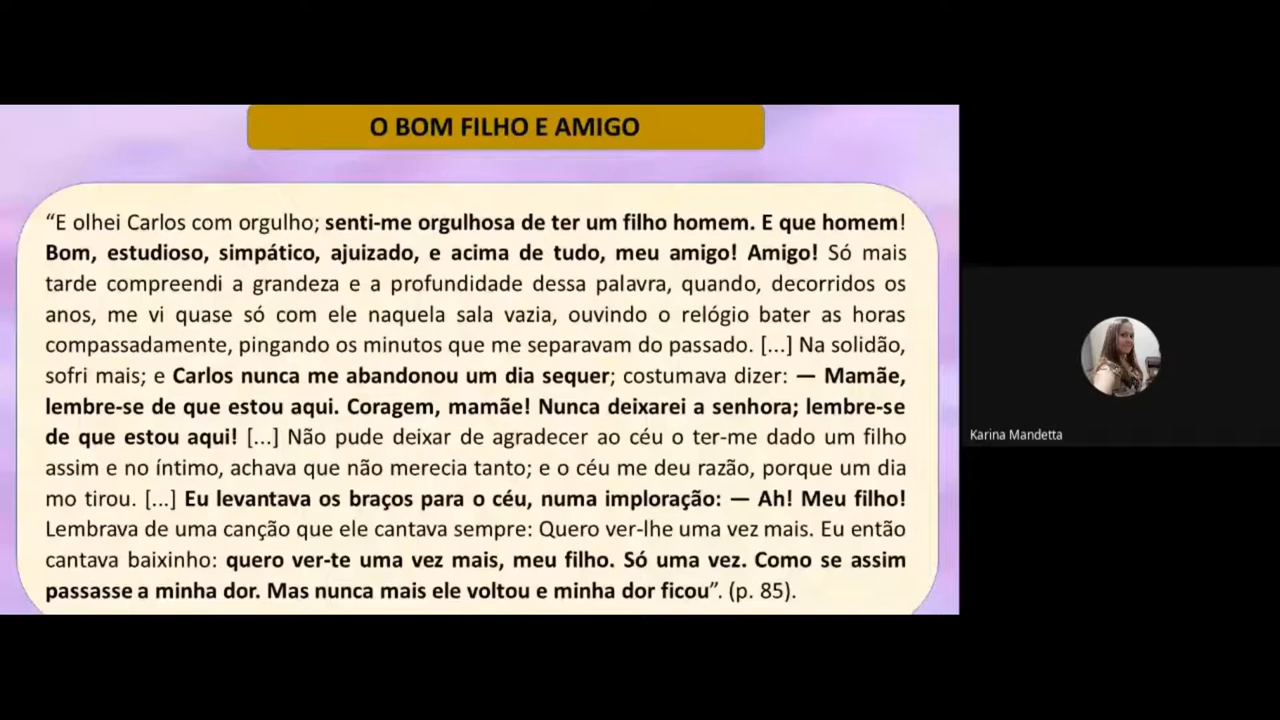 O BOM FILHO E AMIGO
“E olhei Carlos com orgulho; senti-me orgulhosa de ter um filho homem. E que homem!
Bom, estudioso, simpático, ajuizado, e acima de tudo, meu amigo! Amigo! Só mais
tarde compreendi a grandeza e a profundidade dessa palavra, quando, decorridos os
anos, me vi quase só com ele naquela sala vazia, ouvindo o relógio bater as horas
compassadamente, pingando os minutos que me separavam do passado. [...] Na solidão,
sofri mais; e Carlos nunca me abandonou um dia sequer; costumava dizer: — Mamãe,
lembre-se de que estou aqui. Coragem, mamãe! Nunca deixarei a senhora; lembre-se
de que estou aqui! [...] Não pude deixar de agradecer ao céu o ter-me dado um filho
assim e no íntimo, achava que não merecia tanto; e o céu me deu razão, porque um dia
mo tirou. [...] Eu levantava os braços para o céu, numa imploração: — Ah! Meu filho!
Lembrava de uma canção que ele cantava sempre: Quero ver-lhe uma vez mais. Eu então
cantava baixinho: quero ver-te uma vez mais, meu filho. Só uma vez. Como se assim
passasse a minha dor. Mas nunca mais ele voltou e minha dor ficou”. (p. 85).
Karina Mandetta